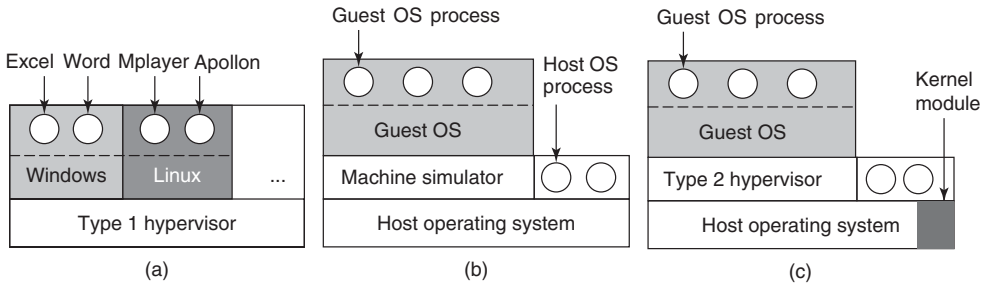 Excel Word Mplayer Apollon
Windows
Linux
...
Type 1 hypervisor
(a)
Guest OS process
Host OS
process
Guest OS
Machine simulator
Host operating system
(b)
Guest OS process
Kernel
module
Guest OS
Type 2 hypervisor
Host operating system
(c)